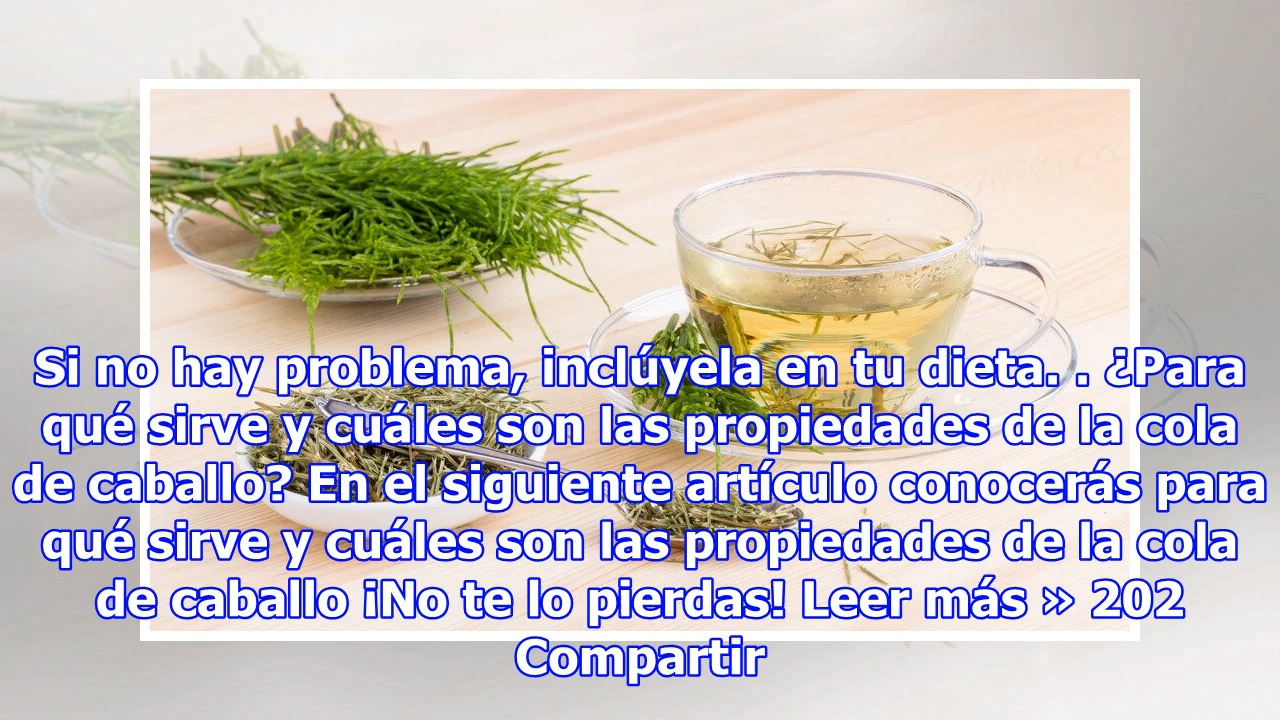 Si no hay problema, inclúyela en tu dieta. . ¿Para
qué sirve y cuáles son las propiedades de la cola
de caballo? En el siguiente artículo conocerás para
qué sirve y cuáles son las propiedades de la cola
de caballo ¡No te lo pierdas! Leer más » 202
Compartir